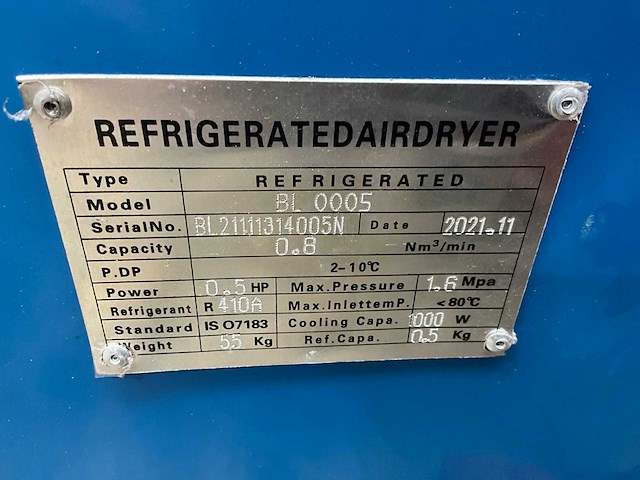 REFRIGERATEDAIRDRYER
Type REFRIGERATED
Model BL 0005
SerialNo. BL21111314005N Date 2021.11
Capacity 0.8 Nm³/min
P.DP 2-10℃
Power 0.5 HP Max.Pressure 1.6 Mpa
Refrigerant R 410A Max.InlettemP. <80℃
Standard ISO7183 Cooling Capa. 1000 W
Weight 55 Kg Ref.Capa. 0.5 Kg